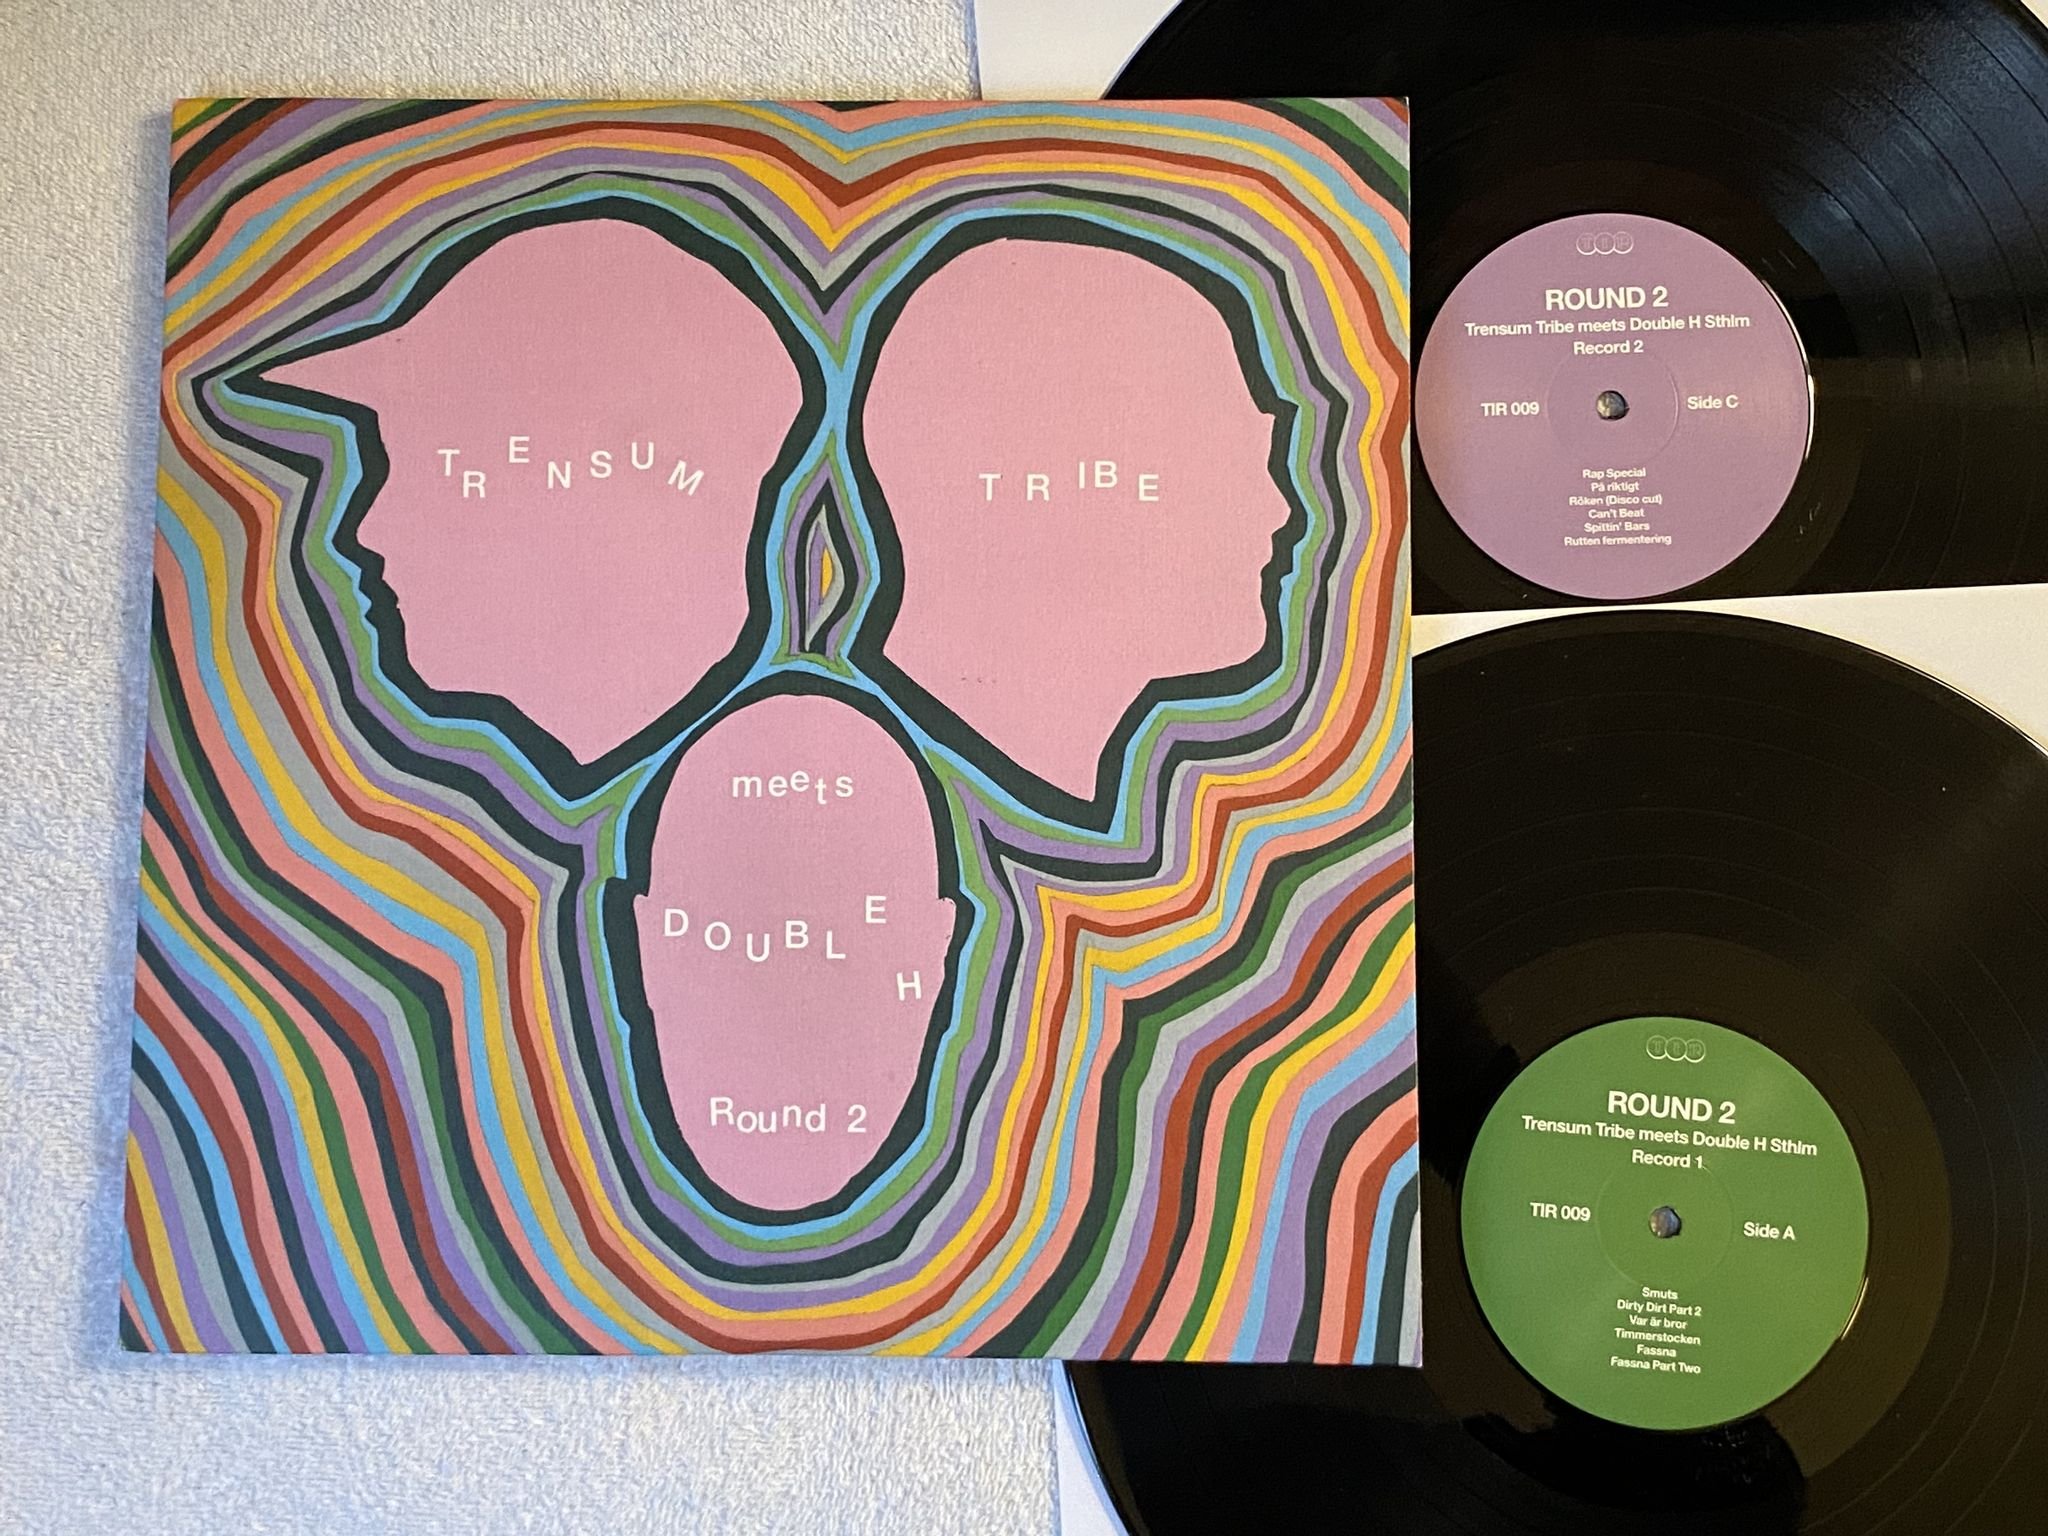 TRENSUM
TRIBE
meets
DOUBLE H
Round 2
TIR
ROUND 2
Trensum Tribe meets Double H Sthlm
Record 2
TIR 009
Side C
Rap Special
På riktigt
Röken (Disco cut)
Can't Beat
Spittin' Bars
Rutten fermentering
TIR
ROUND 2
Trensum Tribe meets Double H Sthlm
Record 1
TIR 009
Side A
Smuts
Dirty Dirt Part 2
Var är bror
Timmerstocken
Fassna
Fassna Part Two